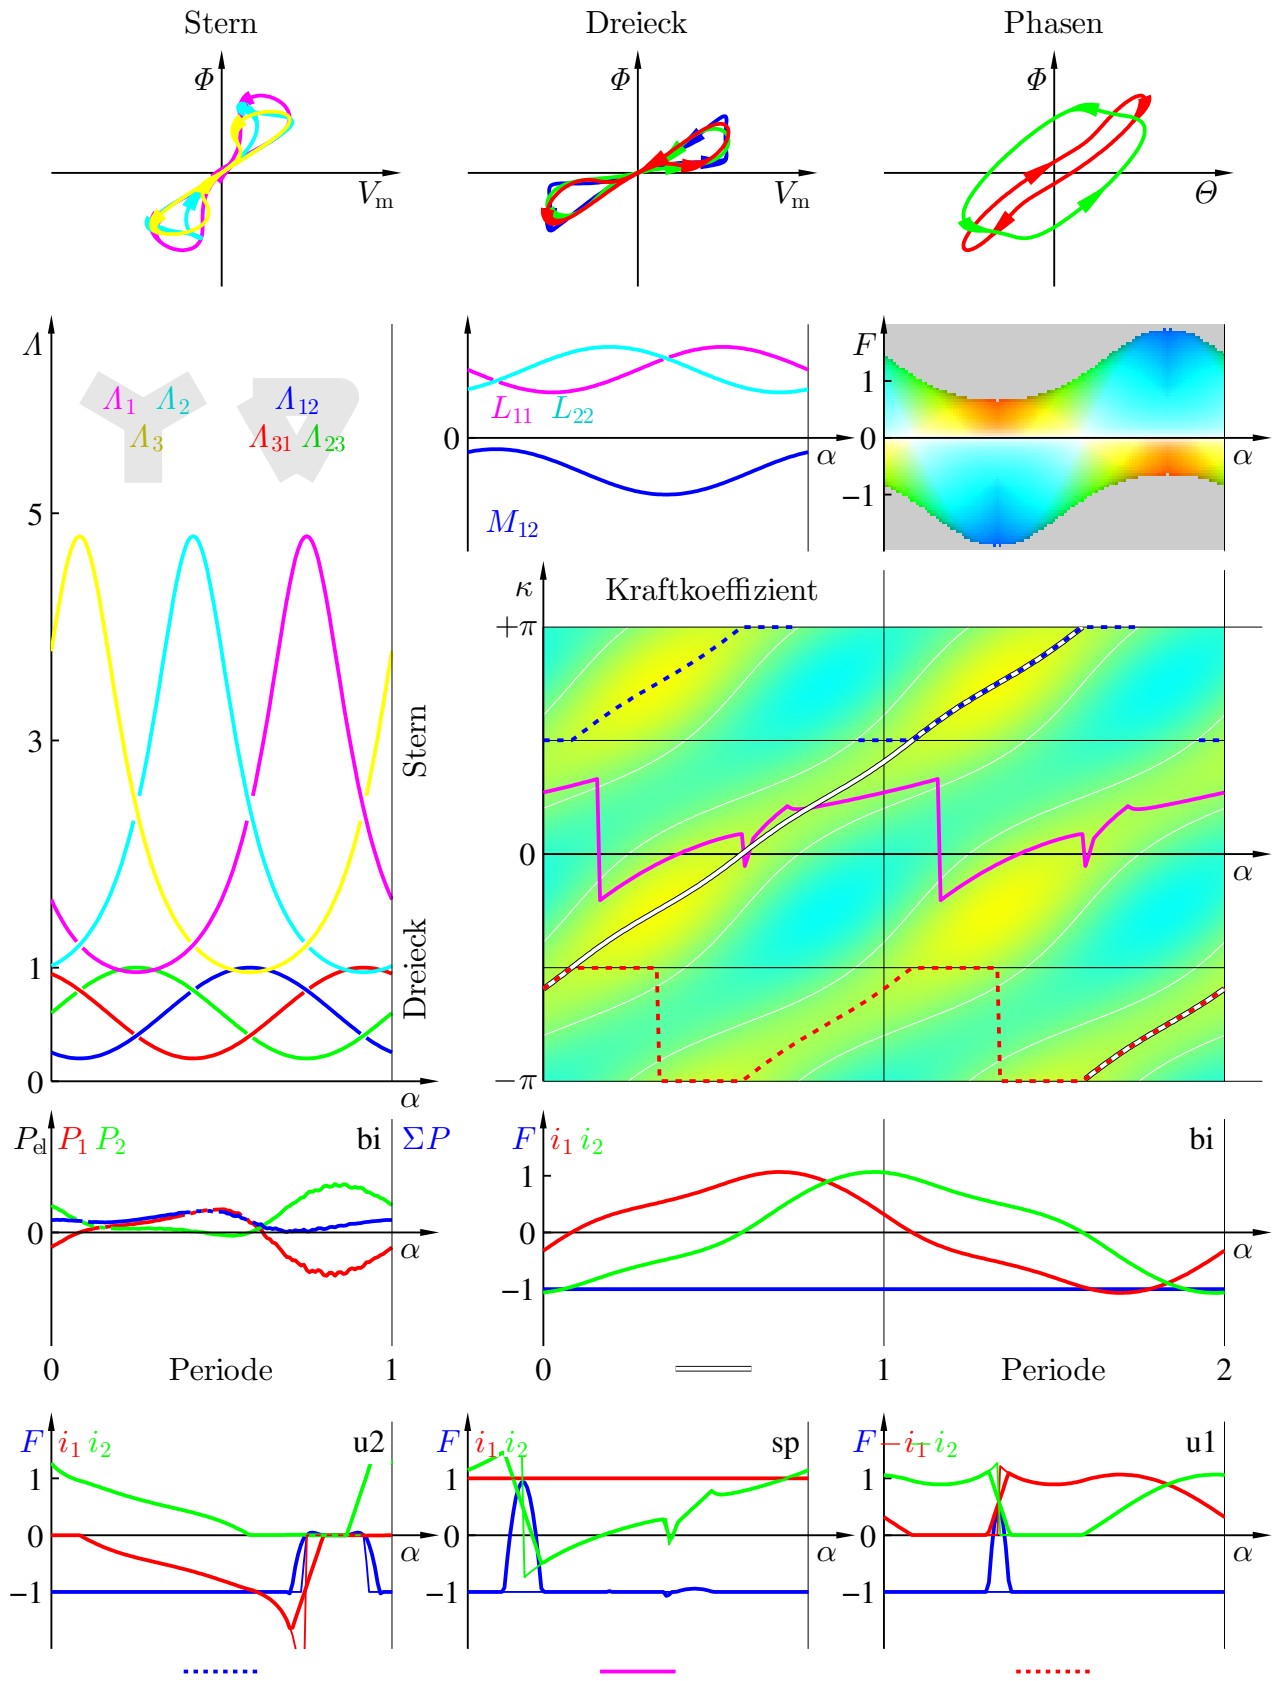 Stern Dreieck Phasen
Φ Φ Φ
V_m V_m Θ
Λ F
Λ_1 Λ_2 Λ_12
Λ_3 Λ_31 Λ_23
L_11 L_22
1
0 α 0 α
−1
M_12
5
κ Kraftkoeffizient
+π
3
Stern
0 α
1
Dreieck
0 α −π
P_el P_1 P_2 bi ΣP F i_1 i_2 bi
1
0 α 0 α
−1
0 Periode 1 0 1 Periode 2
F i_1 i_2 u2 F i_1 i_2 sp F −i_1 −i_2 u1
1 1 1
0 α 0 α 0 α
−1 −1 −1